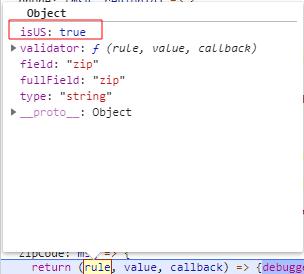 Object
isUS: true
validator: ƒ (rule, value, callback)
field: "zip"
fullField: "zip"
type: "string"
__proto__: Object
zipCode: m => {
return (rule, value, callback) => {debugg